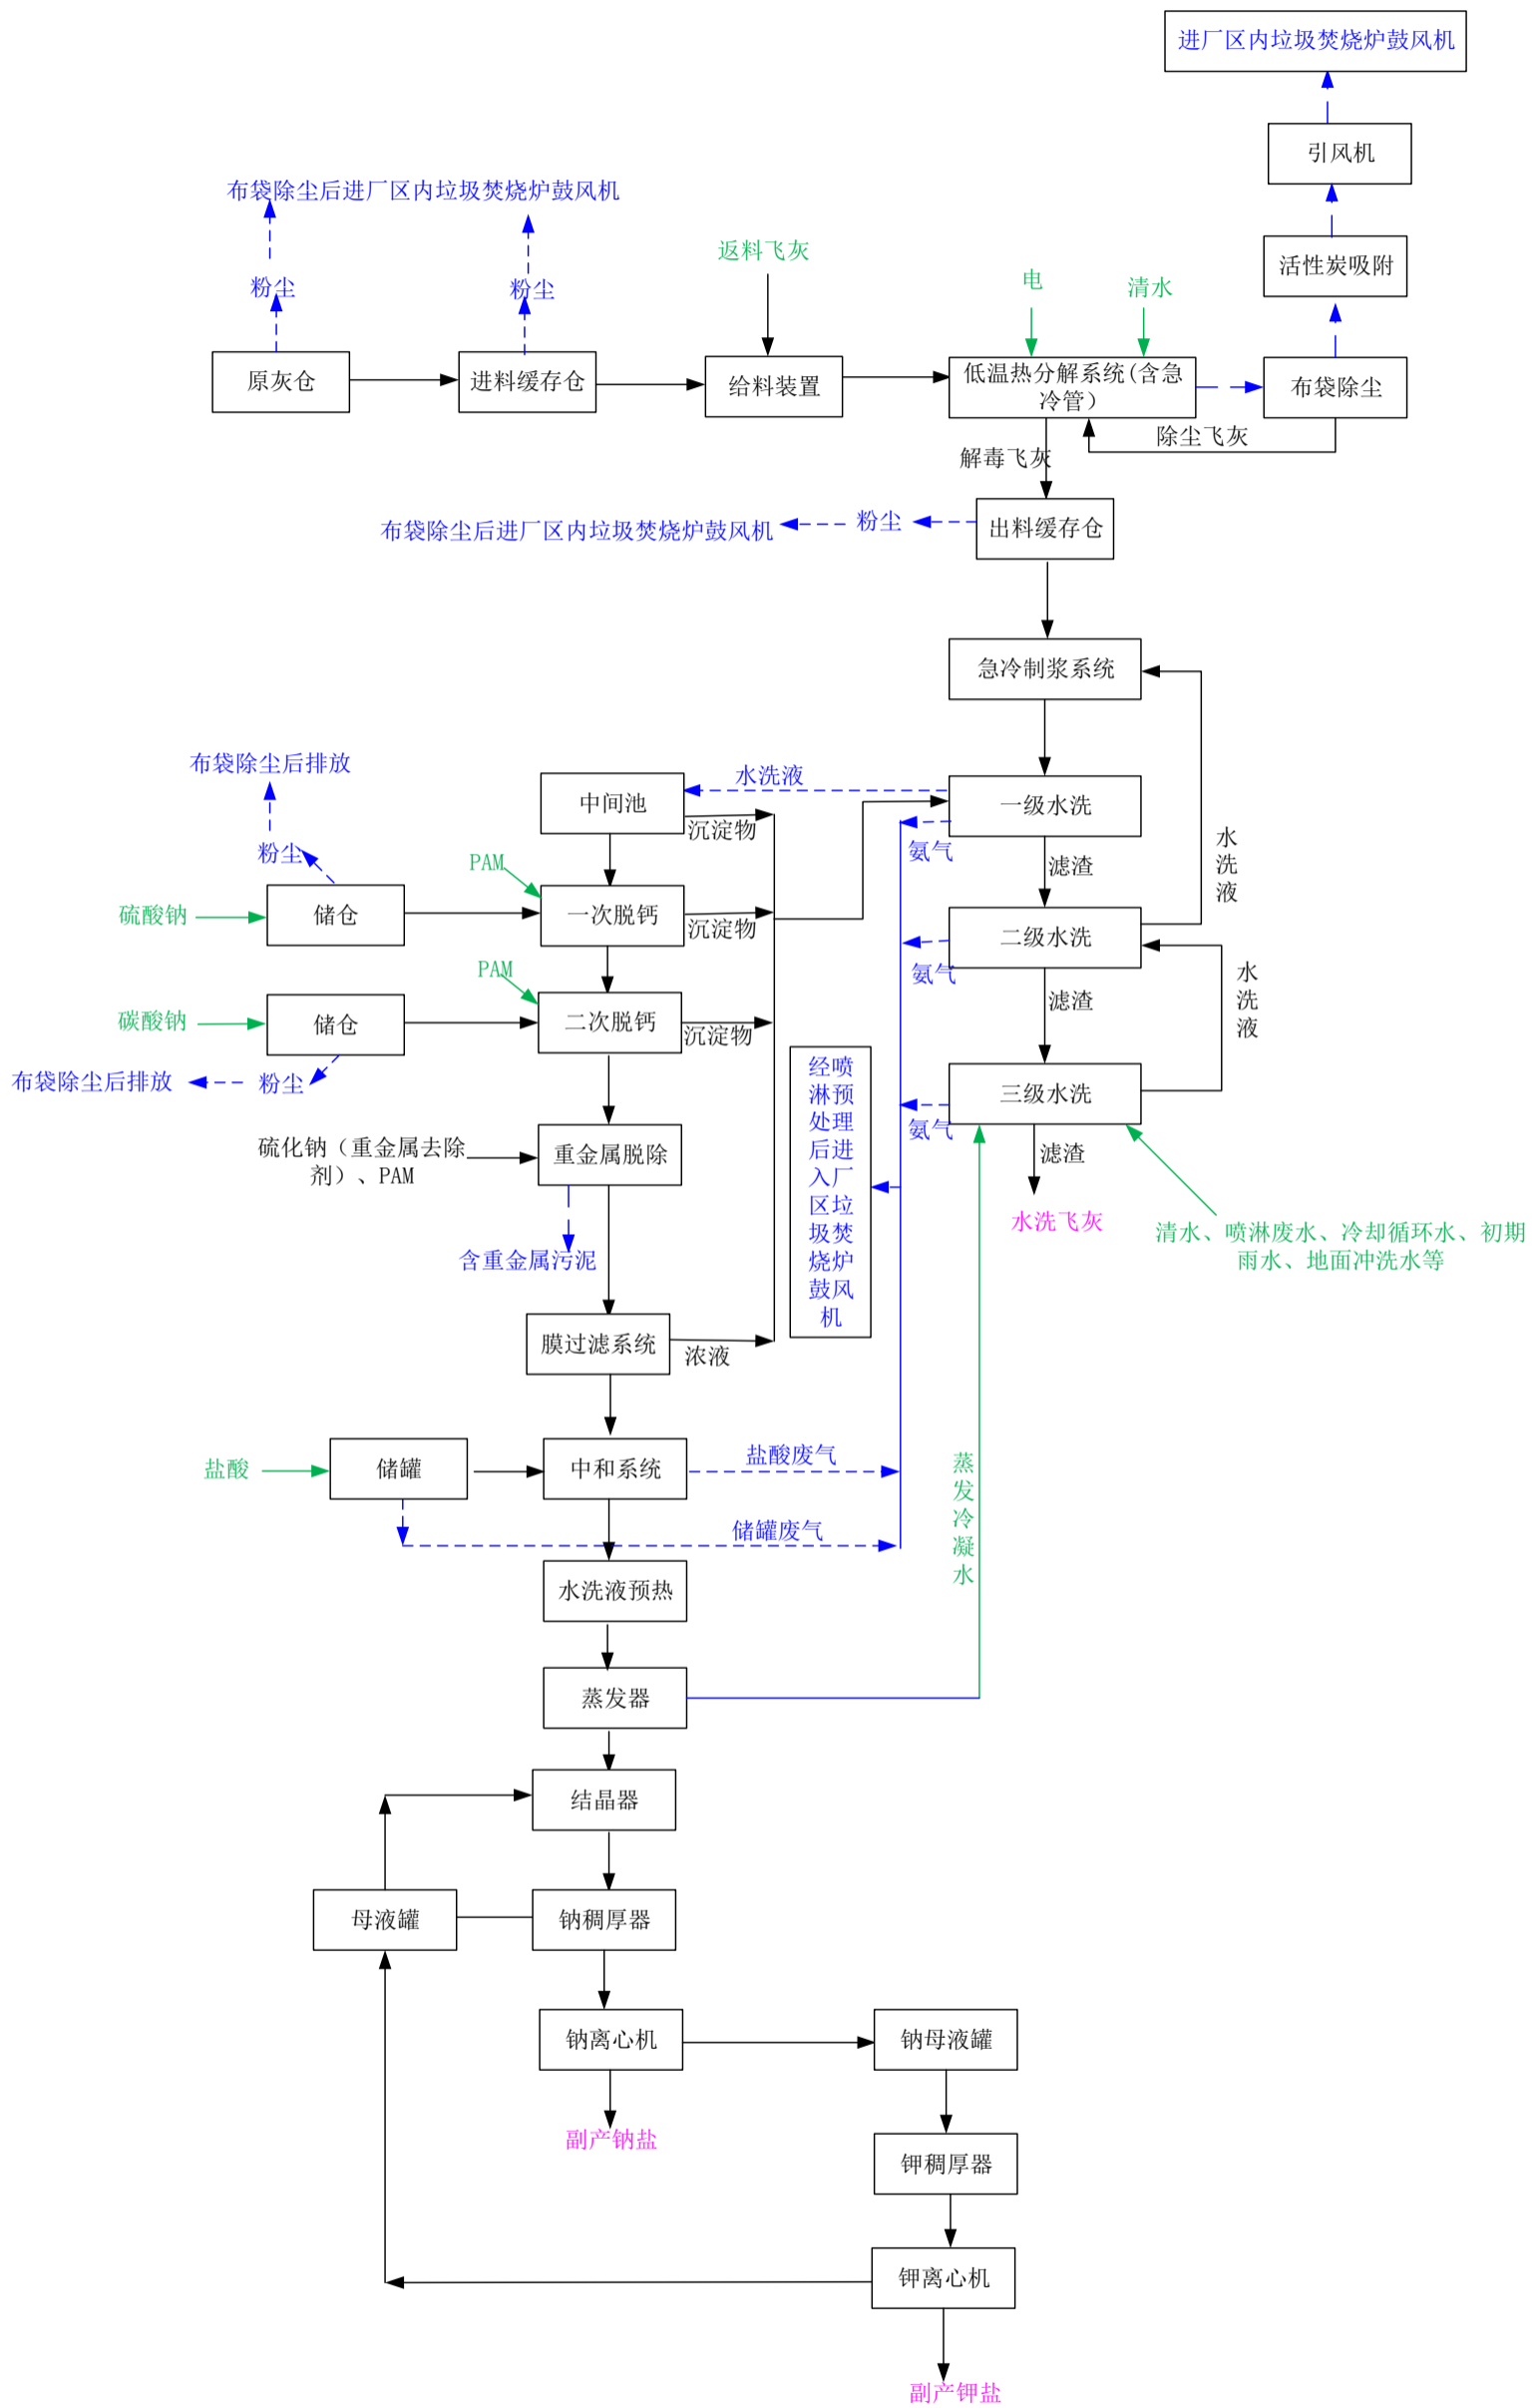 进厂区内垃圾焚烧炉鼓风机
引风机
布袋除尘后进厂区内垃圾焚烧炉鼓风机
返料飞灰
活性炭吸附
粉尘
粉尘
电
清水
原灰仓
进料缓存仓
给料装置
低温热分解系统(含急
冷管）
布袋除尘
除尘飞灰
解毒飞灰
布袋除尘后进厂区内垃圾焚烧炉鼓风机
粉尘
出料缓存仓
急冷制浆系统
布袋除尘后排放
水洗液
中间池
一级水洗
沉淀物
粉尘
PAM
氨气
滤渣
水
洗
液
硫酸钠
储仓
一次脱钙
沉淀物
二级水洗
PAM
氨气
滤渣
水
洗
液
碳酸钠
储仓
二次脱钙
沉淀物
布袋除尘后排放
粉尘
经喷
淋预
处理
后进
入厂
区垃
圾焚
烧炉
鼓风
机
三级水洗
氨气
硫化钠（重金属去除
剂）、PAM
重金属脱除
滤渣
水洗飞灰
清水、喷淋废水、冷却循环水、初期
雨水、地面冲洗水等
含重金属污泥
膜过滤系统
浓液
盐酸
储罐
中和系统
盐酸废气
蒸
发
冷
凝
水
储罐废气
水洗液预热
蒸发器
结晶器
母液罐
钠稠厚器
钠离心机
钠母液罐
副产钠盐
钾稠厚器
钾离心机
副产钾盐